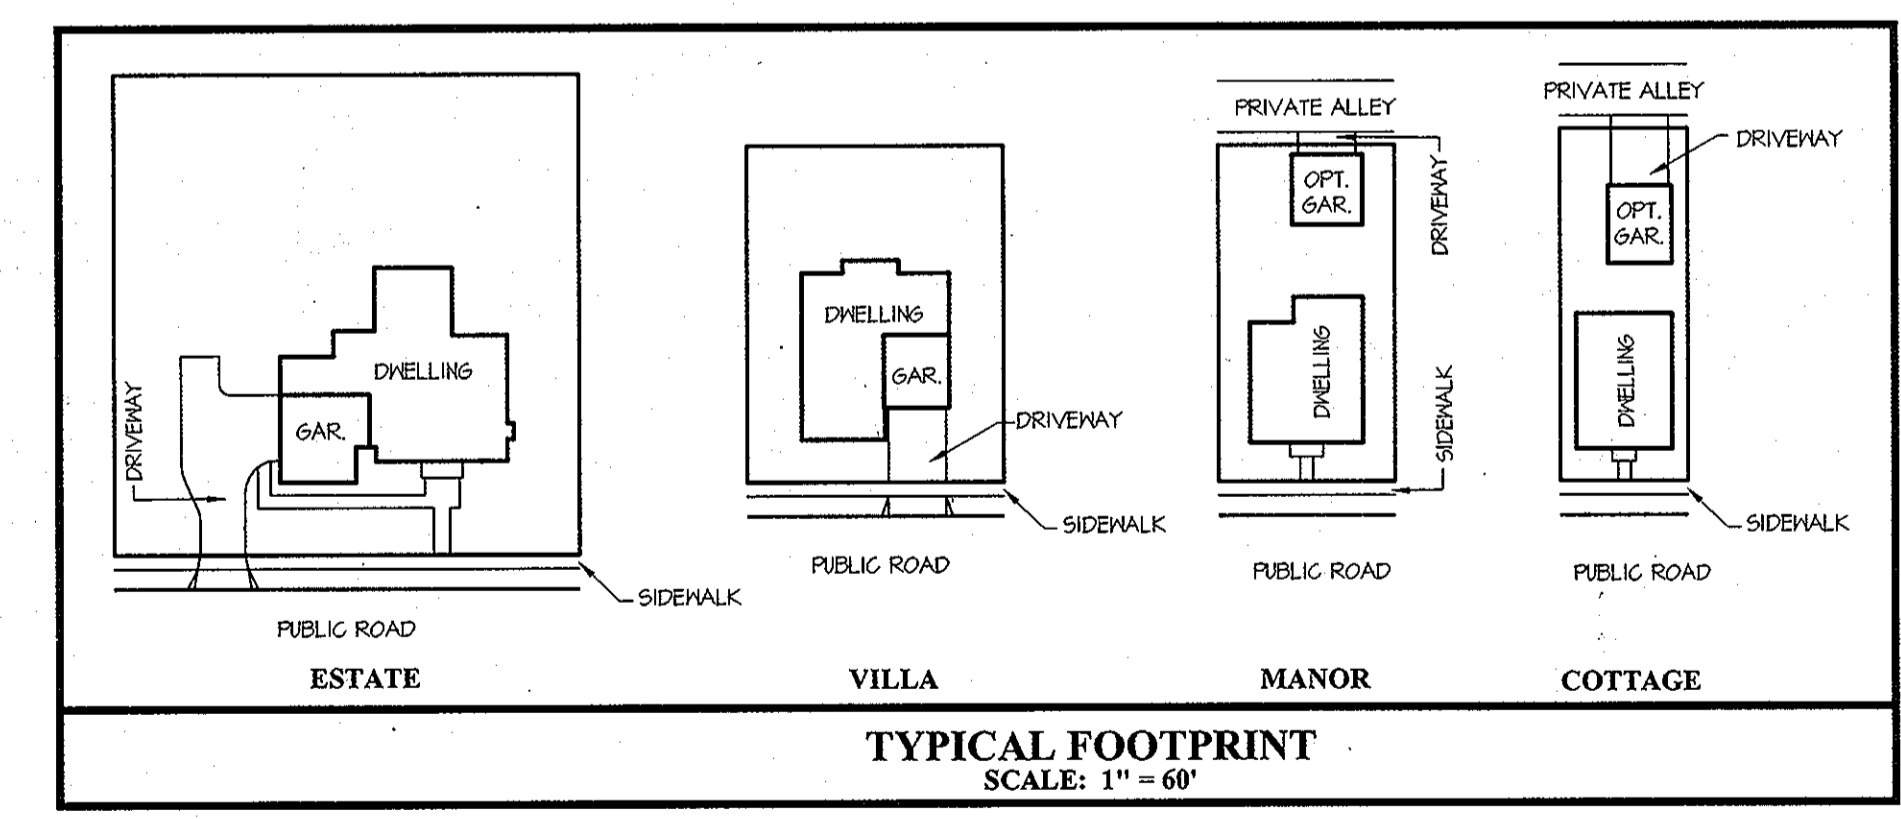 DWELLING
GAR.
DRIVEWAY
SIDEWALK
PUBLIC ROAD
ESTATE
DWELLING
GAR.
DRIVEWAY
SIDEWALK
PUBLIC ROAD
VILLA
PRIVATE ALLEY
DRIVEWAY
OPT.
GAR.
DWELLING
SIDEWALK
PUBLIC ROAD
MANOR
PRIVATE ALLEY
DRIVEWAY
OPT.
GAR.
DWELLING
SIDEWALK
PUBLIC ROAD
COTTAGE
TYPICAL FOOTPRINT
SCALE: 1" = 60'